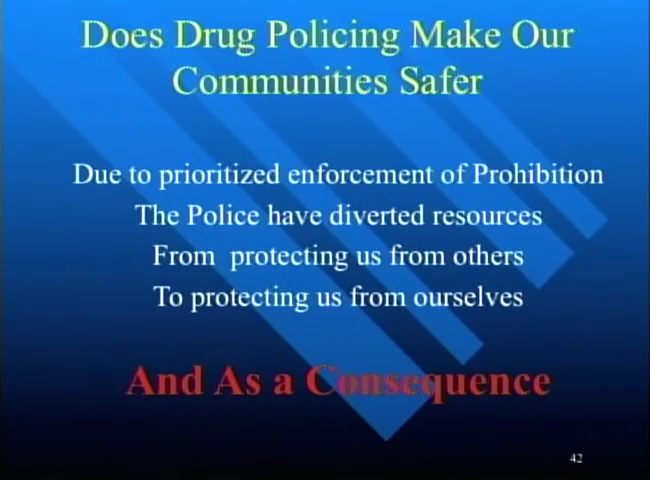 Does Drug Policing Make Our
Communities Safer
Due to prioritized enforcement of Prohibition
The Police have diverted resources
From protecting us from others
To protecting us from ourselves
And As a Consequence
42